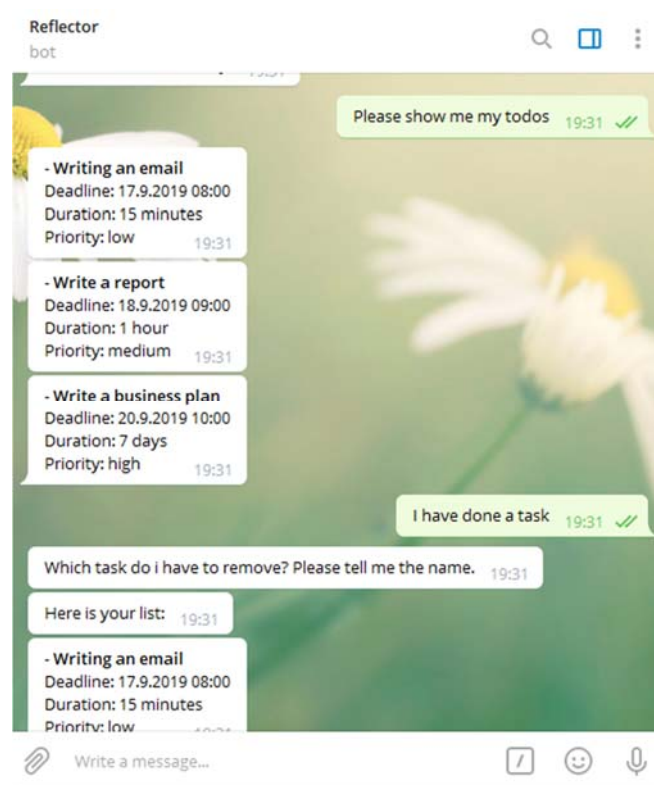 Reflector
bot
Please show me my todos 19:31
- Writing an email
Deadline: 17.9.2019 08:00
Duration: 15 minutes
Priority: low 19:31
- Write a report
Deadline: 18.9.2019 09:00
Duration: 1 hour
Priority: medium 19:31
- Write a business plan
Deadline: 20.9.2019 10:00
Duration: 7 days
Priority: high 19:31
I have done a task 19:31
Which task do i have to remove? Please tell me the name. 19:31
Here is your list: 19:31
- Writing an email
Deadline: 17.9.2019 08:00
Duration: 15 minutes
Priority: low
Write a message...